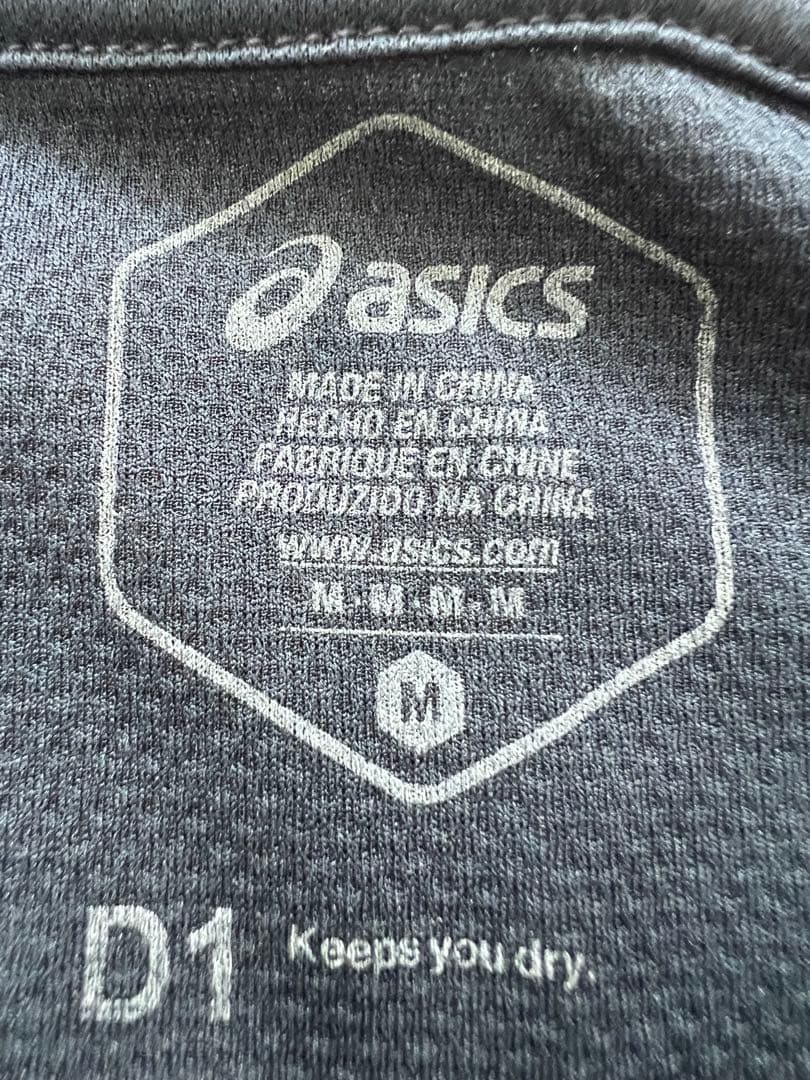 asics
MADE IN CHINA
HECHO EN CHINA
FABRIQUE EN CHINE
PRODUZIDO NA CHINA
www.asics.com
M - M - M - M
M
D1 Keeps you dry.